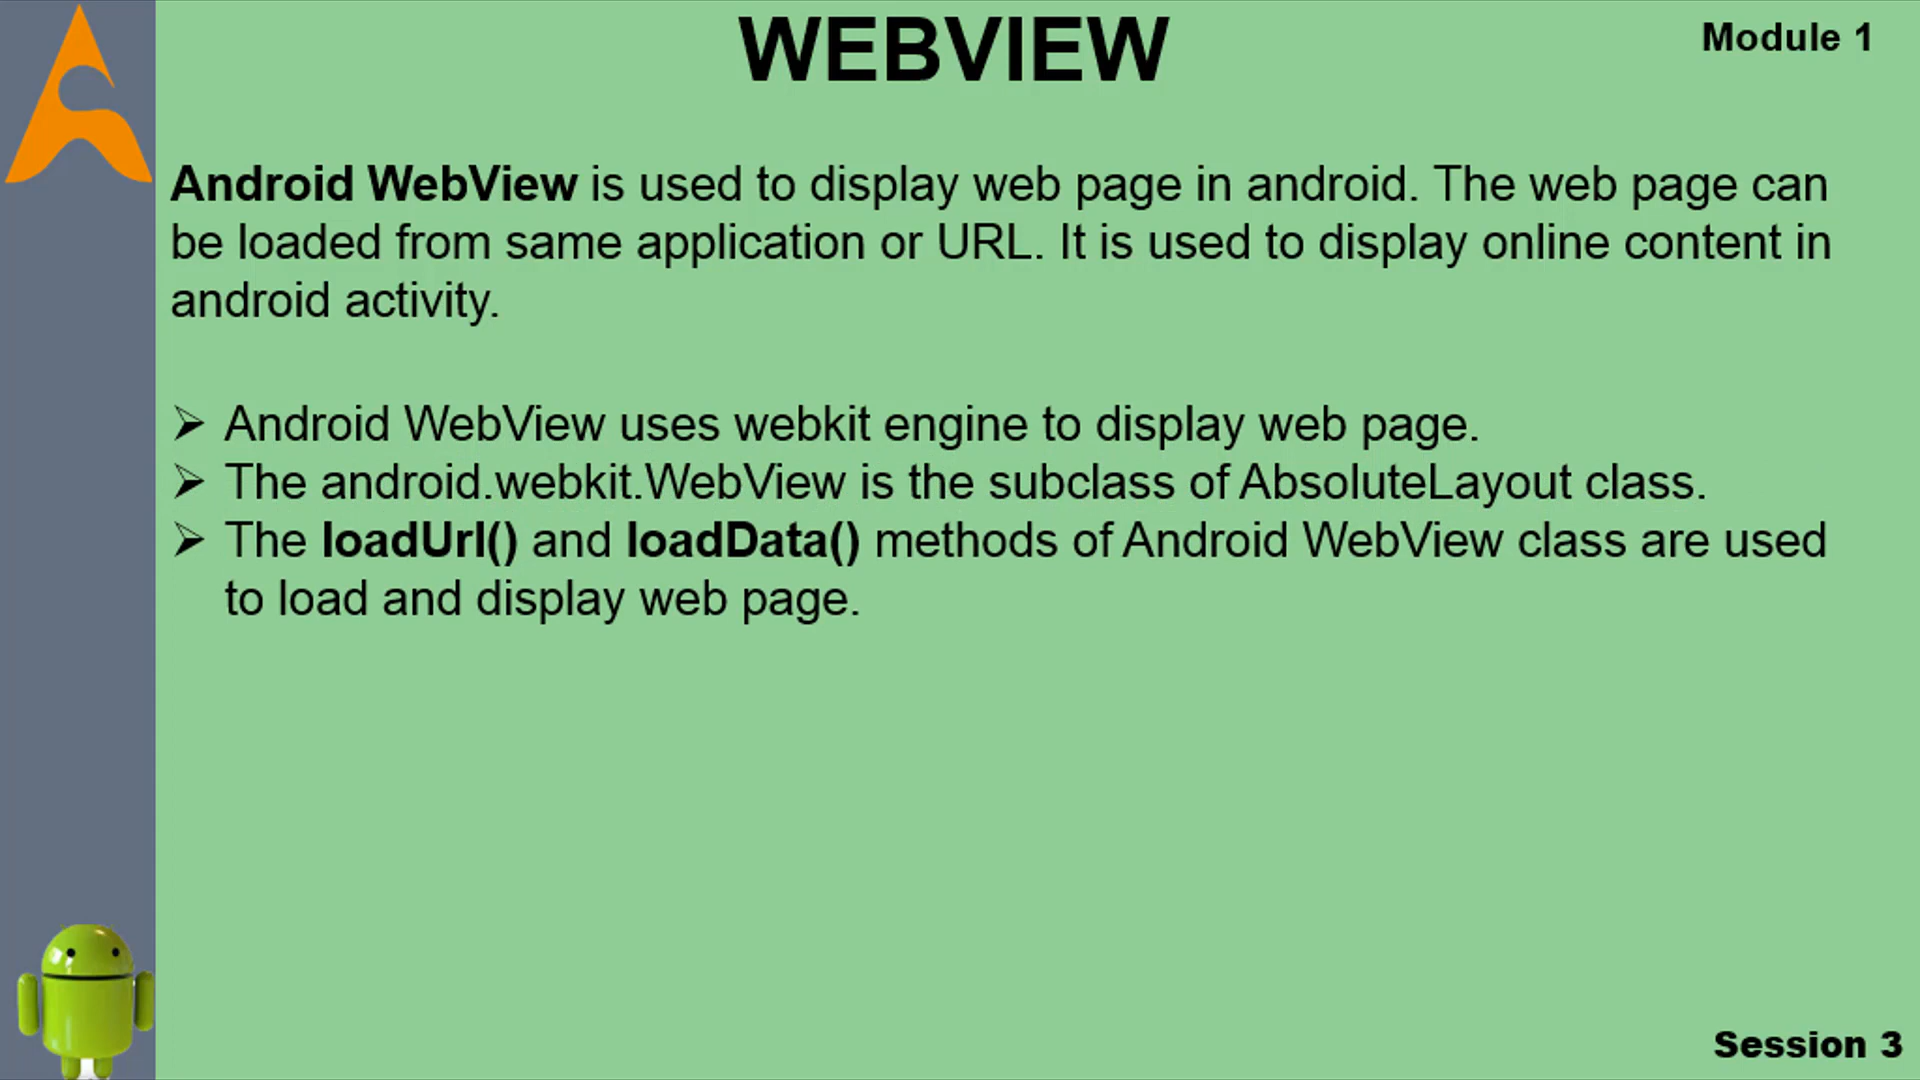 WEBVIEW
Module 1
Android WebView is used to display web page in android. The web page can
be loaded from same application or URL. It is used to display online content in
android activity.
➢ Android WebView uses webkit engine to display web page.
➢ The android.webkit.WebView is the subclass of AbsoluteLayout class.
➢ The loadUrl() and loadData() methods of Android WebView class are used
to load and display web page.
Session 3